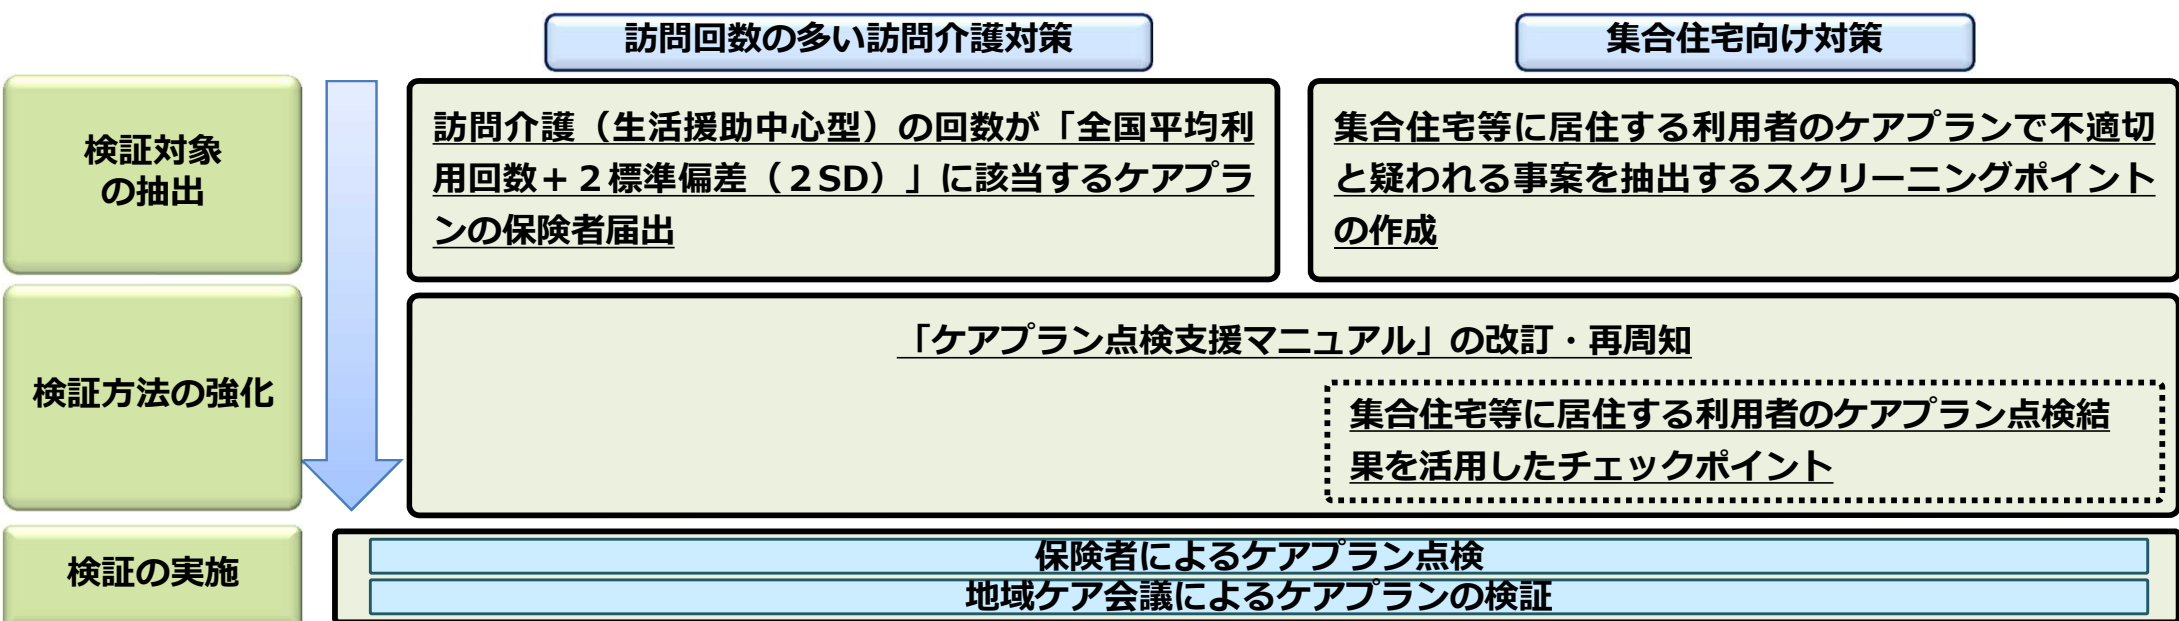 訪問回数の多い訪問介護対策
集合住宅向け対策
検証対象
の抽出
訪問介護（生活援助中心型）の回数が「全国平均利
用回数＋２標準偏差（２SD）」に該当するケアプラ
ンの保険者届出
集合住宅等に居住する利用者のケアプランで不適切
と疑われる事案を抽出するスクリーニングポイント
の作成
検証方法の強化
「ケアプラン点検支援マニュアル」の改訂・再周知
集合住宅等に居住する利用者のケアプラン点検結
果を活用したチェックポイント
検証の実施
保険者によるケアプラン点検
地域ケア会議によるケアプランの検証